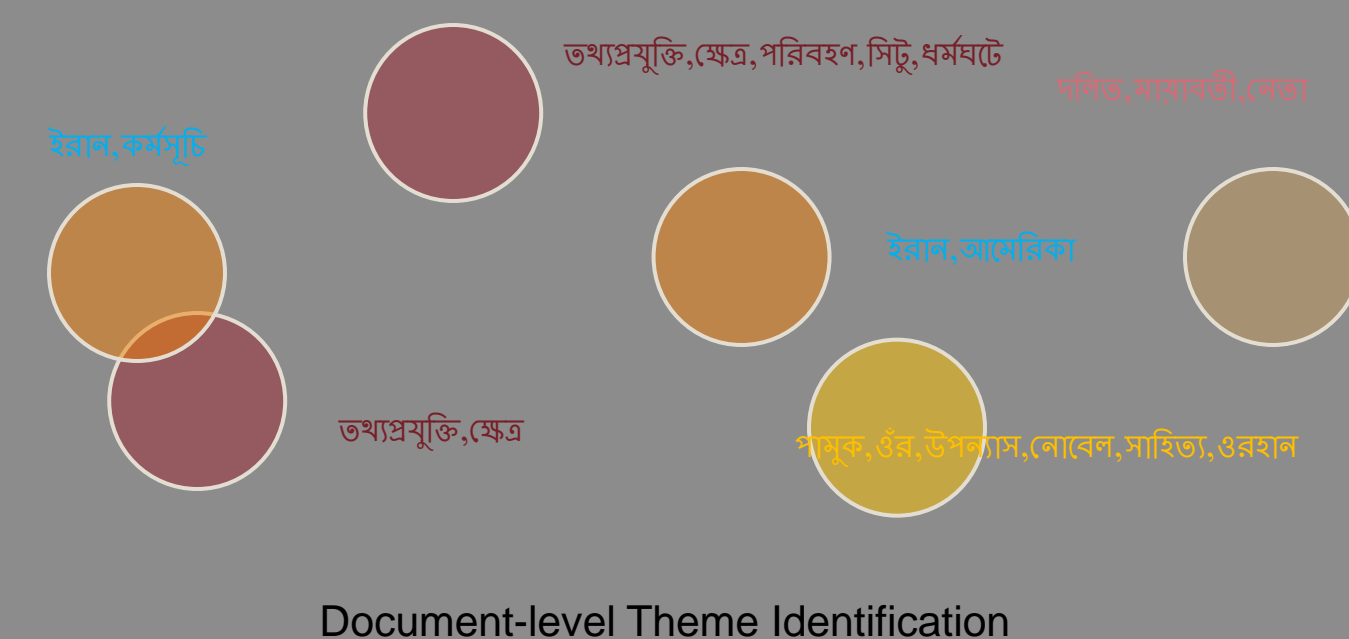 তথ্যপ্রযুক্তি,ক্ষেত্র,পরিবহণ,সিটু,ধর্মঘটে
দলিত,মায়াবতী,নেতা
ইরান,কর্মসূচি
ইরান,আমেরিকা
তথ্যপ্রযুক্তি,ক্ষেত্র
পামুক,ওঁর,উপন্যাস,নোবেল,সাহিত্য,ওরহান
Document-level Theme Identification